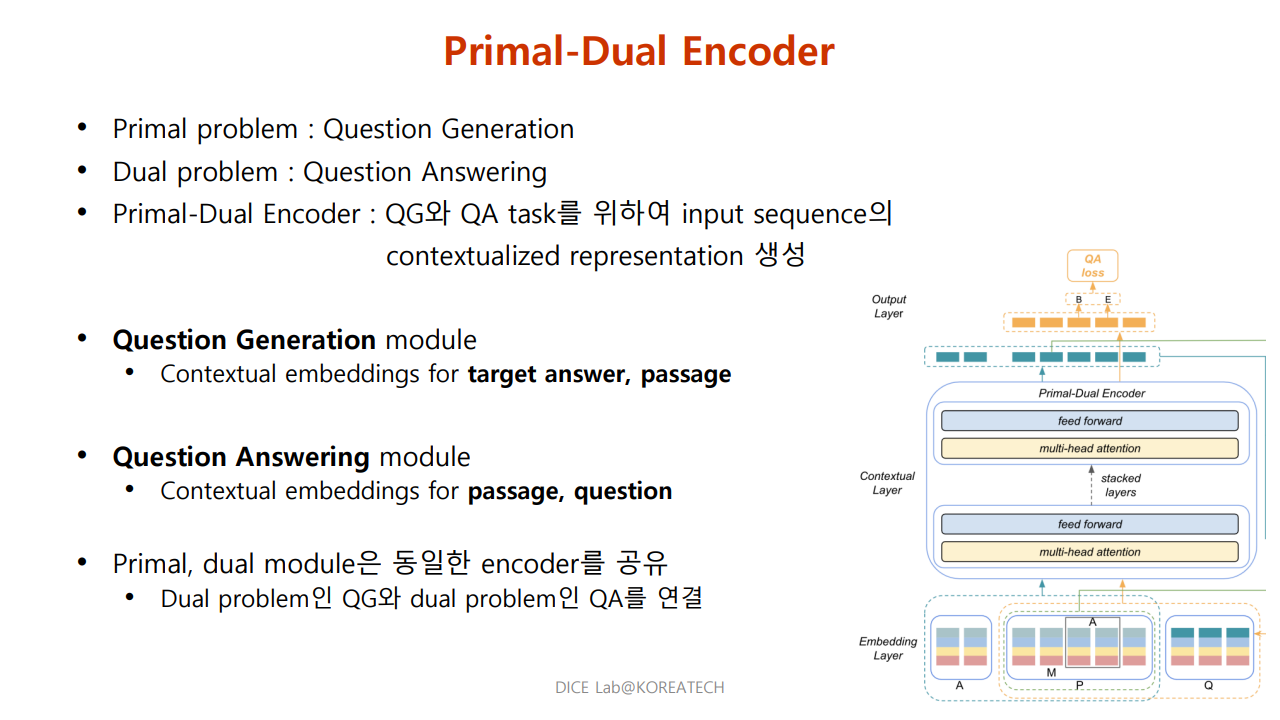 Primal-Dual Encoder
• Primal problem : Question Generation
• Dual problem : Question Answering
• Primal-Dual Encoder : QG와 QA task를 위하여 input sequence의
contextualized representation 생성
• Question Generation module
• Contextual embeddings for target answer, passage
• Question Answering module
• Contextual embeddings for passage, question
• Primal, dual module은 동일한 encoder를 공유
• Dual problem인 QG와 dual problem인 QA를 연결
QA
loss
B E
Output
Layer
Primal-Dual Encoder
feed forward
multi-head attention
Contextual
Layer
stacked
layers
feed forward
multi-head attention
Embedding
Layer
A
M
A P Q
DICE Lab@KOREATECH